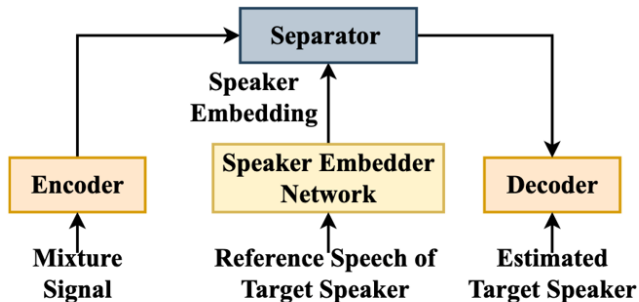 Separator
Speaker
Embedding
Encoder
Speaker Embedder
Network
Decoder
Mixture
Signal
Reference Speech of
Target Speaker
Estimated
Target Speaker